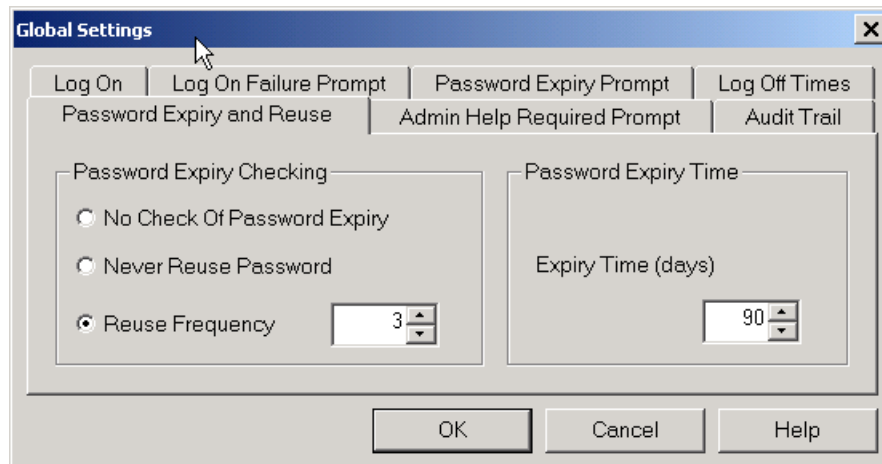 Global Settings
Log On
Log On Failure Prompt
Password Expiry Prompt
Log Off Times
Password Expiry and Reuse
Admin Help Required Prompt
Audit Trail
Password Expiry Checking
No Check Of Password Expiry
Never Reuse Password
Reuse Frequency
3
Password Expiry Time
Expiry Time (days)
90
OK
Cancel
Help